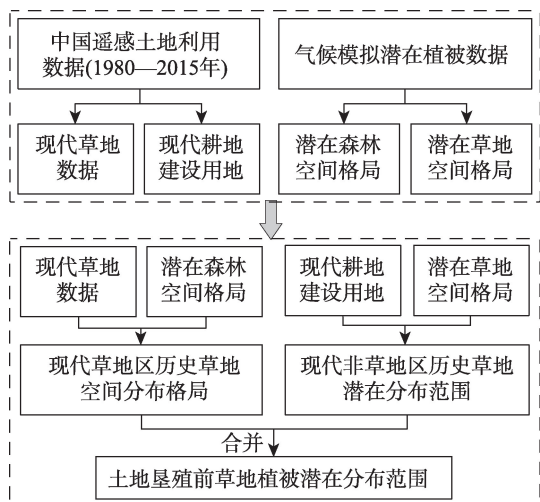 中国遥感土地利用
数据(1980—2015年)
气候模拟潜在植被数据
现代草地
数据
现代耕地
建设用地
潜在森林
空间格局
潜在草地
空间格局
现代草地
数据
潜在森林
空间格局
现代耕地
建设用地
潜在草地
空间格局
现代草地区历史草地
空间分布格局
现代非草地区历史草地
潜在分布范围
合并
土地垦殖前草地植被潜在分布范围